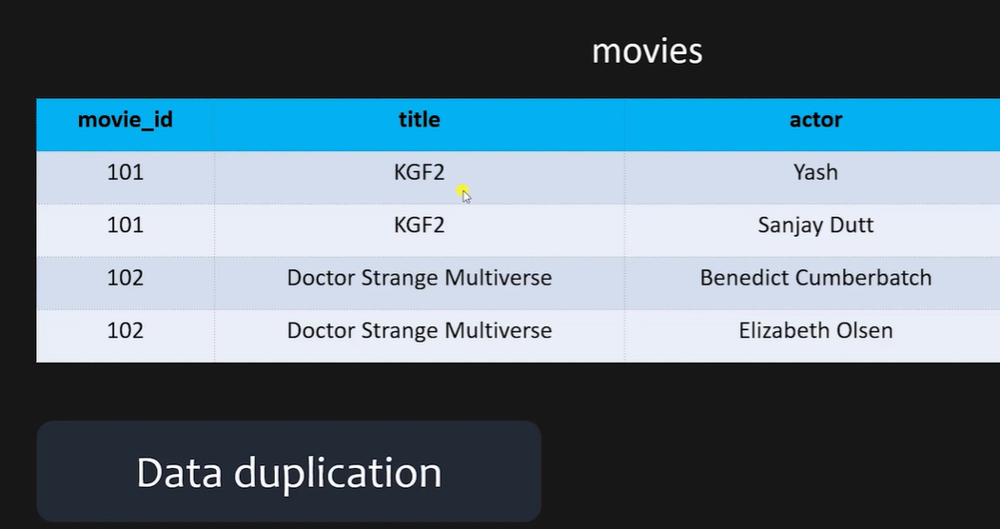 movies
movie_id title actor
101 KGF2 Yash
101 KGF2 Sanjay Dutt
102 Doctor Strange Multiverse Benedict Cumberbatch
102 Doctor Strange Multiverse Elizabeth Olsen
Data duplication